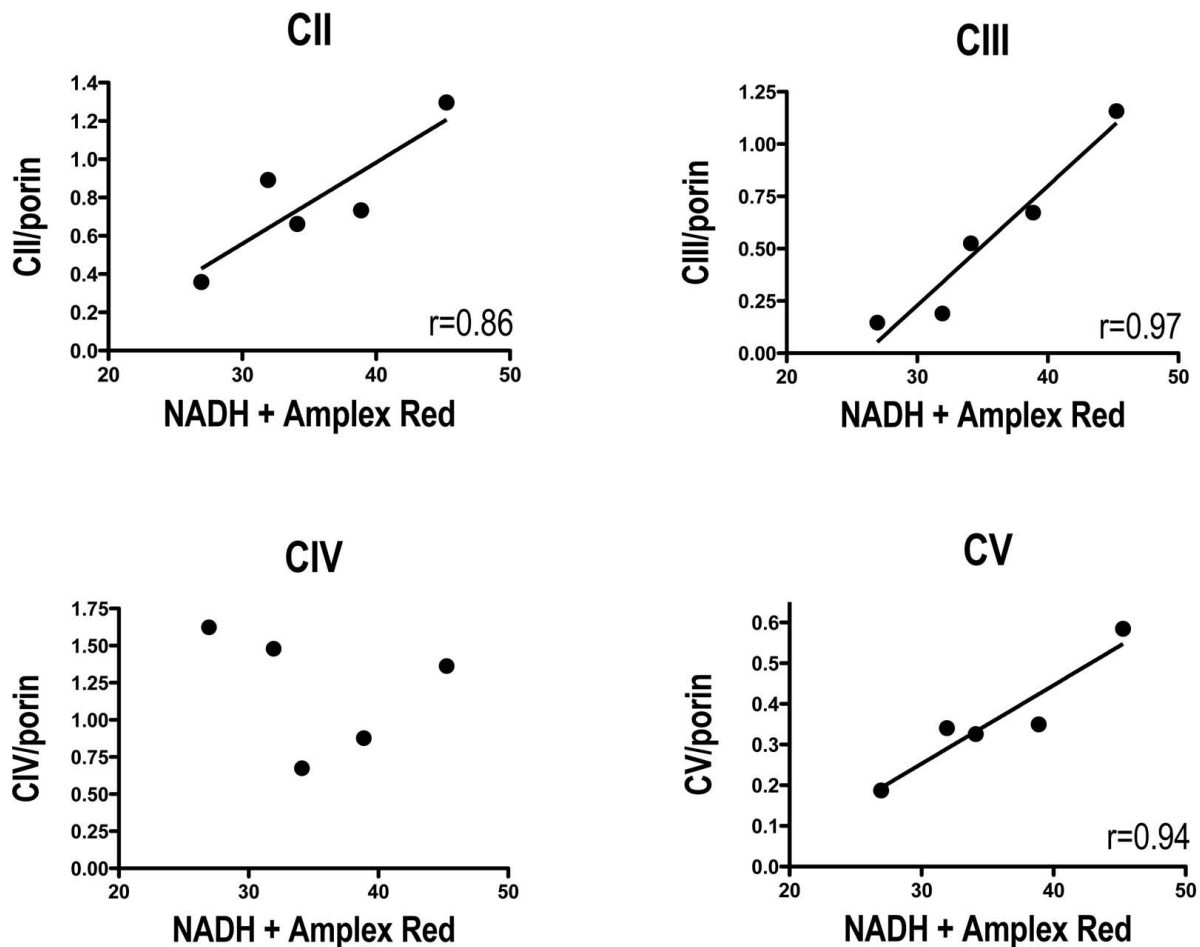 CII
1.4
1.2
1.0
0.8
0.6
0.4
0.2
0.0
CII/porin
r=0.86
20 30 40 50
NADH + Amplex Red
CIII
1.25
1.00
0.75
0.50
0.25
0.00
CIII/porin
r=0.97
20 30 40 50
NADH + Amplex Red
CIV
1.75
1.50
1.25
1.00
0.75
0.50
0.25
0.00
CIV/porin
20 30 40 50
NADH + Amplex Red
CV
0.6
0.5
0.4
0.3
0.2
0.1
0.0
CV/porin
r=0.94
20 30 40 50
NADH + Amplex Red